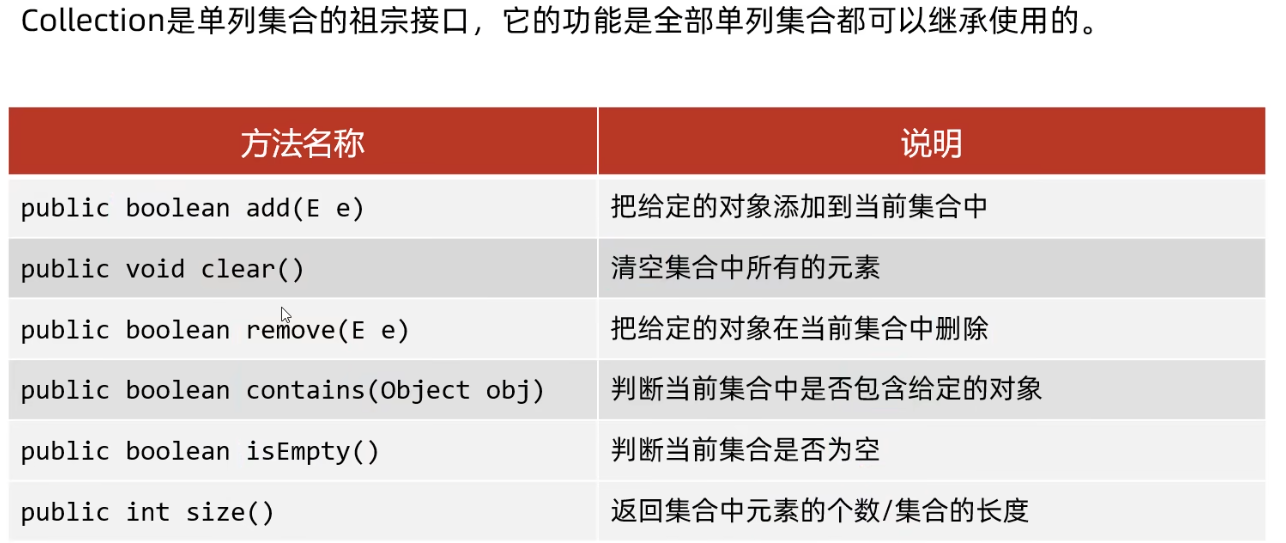 Collection是单列集合的祖宗接口，它的功能是全部单列集合都可以继承使用的。
方法名称 说明
public boolean add(E e) 把给定的对象添加到当前集合中
public void clear() 清空集合中所有的元素
public boolean remove(E e) 把给定的对象在当前集合中删除
public boolean contains(Object obj) 判断当前集合中是否包含给定的对象
public boolean isEmpty() 判断当前集合是否为空
public int size() 返回集合中元素的个数/集合的长度